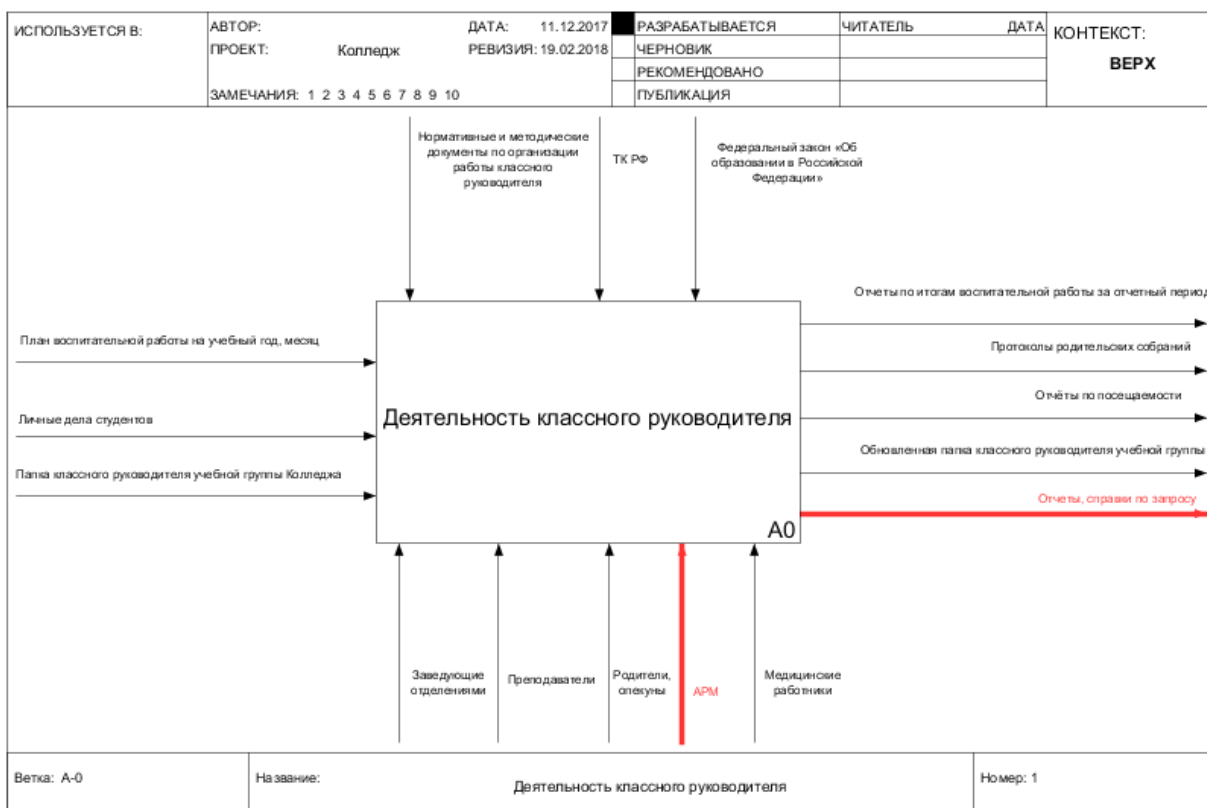 ИСПОЛЬЗУЕТСЯ В:
АВТОР:
ДАТА: 11.12.2017
ПРОЕКТ: Колледж
РЕВИЗИЯ: 19.02.2018
ЗАМЕЧАНИЯ: 1 2 3 4 5 6 7 8 9 10
РАЗРАБАТЫВАЕТСЯ
ЧЕРНОВИК
РЕКОМЕНДОВАНО
ПУБЛИКАЦИЯ
ЧИТАТЕЛЬ
ДАТА
КОНТЕКСТ:
ВЕРХ
Нормативные и методические
документы по организации
работы классного
руководителя
ТК РФ
Федеральный закон «Об
образовании в Российской
Федерации»
План воспитательной работы на учебный год, месяц
Личные дела студентов
Папка классного руководителя учебной группы Колледжа
Деятельность классного руководителя
А0
Отчеты по итогам воспитательной работы за отчетный период
Протоколы родительских собраний
Отчёты по посещаемости
Обновленная папка классного руководителя учебной группы
Отчеты, справки по запросу
Заведующие
отделениями
Преподаватели
Родители,
опекуны
АРМ
Медицинские
работники
Ветка: А-0
Название:
Деятельность классного руководителя
Номер: 1